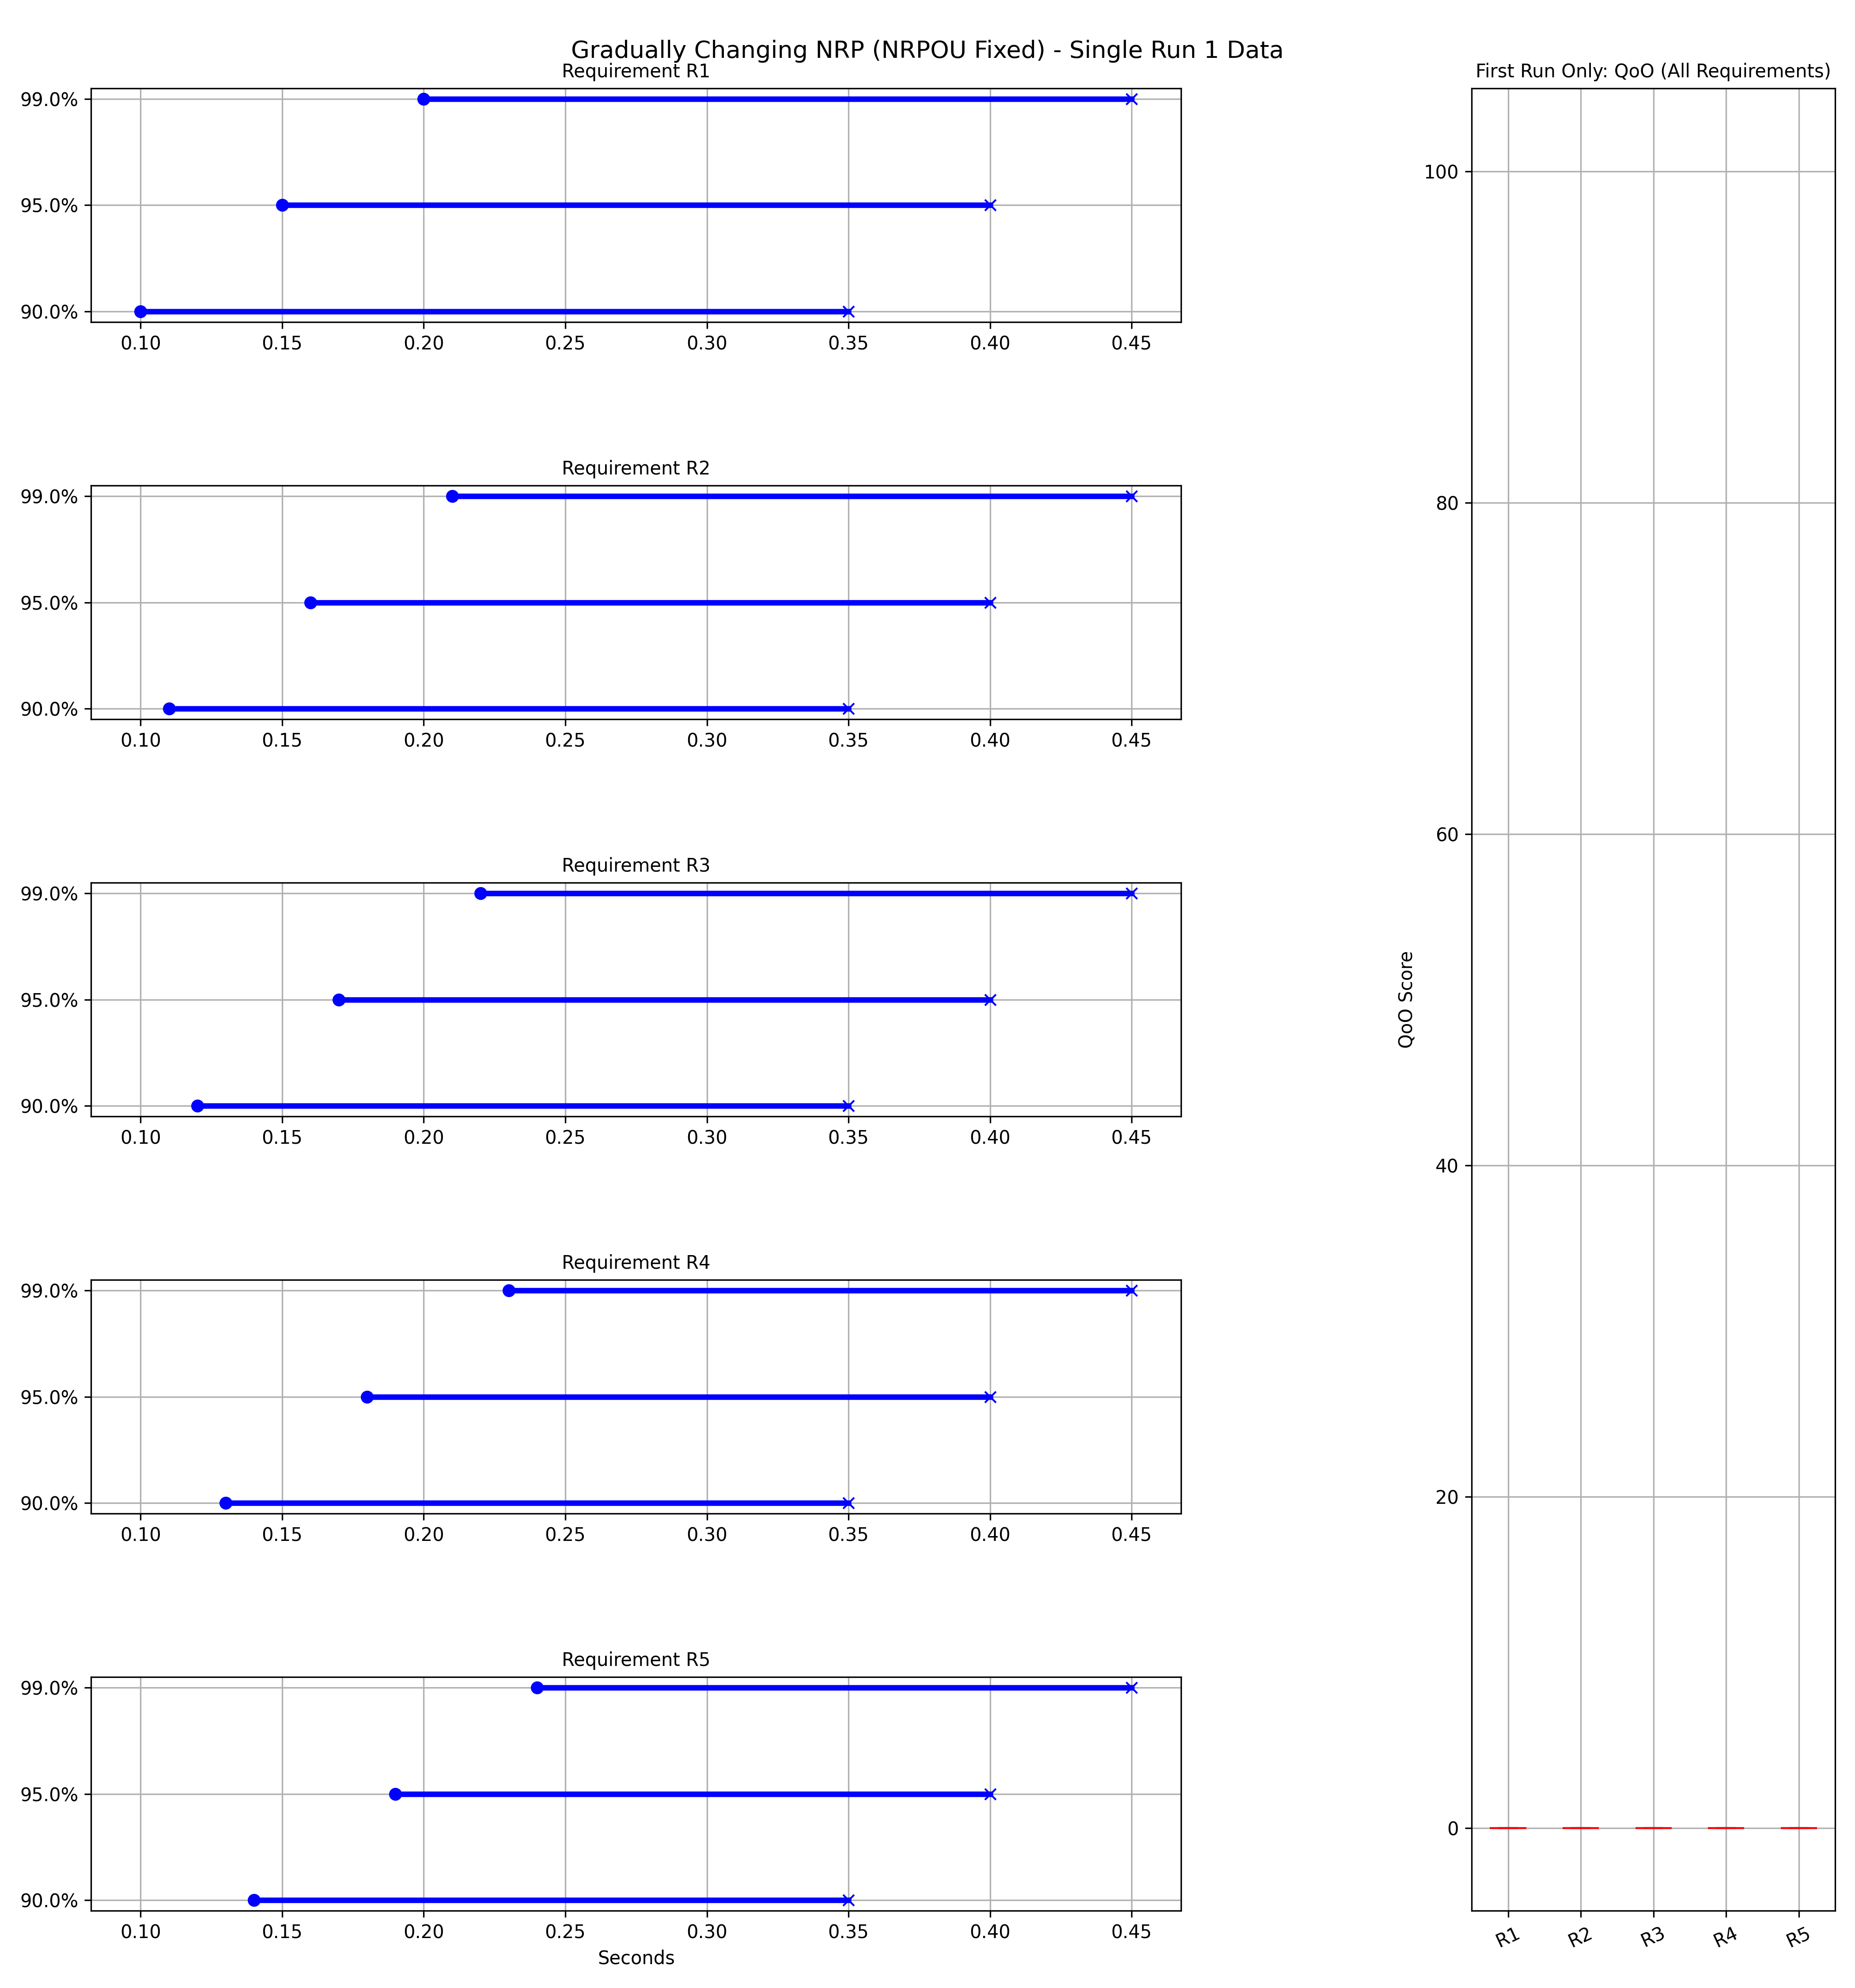 Gradually Changing NRP (NRPOU Fixed) - Single Run 1 Data
Requirement R1
99.0%
95.0%
90.0%
0.10 0.15 0.20 0.25 0.30 0.35 0.40 0.45
Requirement R2
99.0%
95.0%
90.0%
0.10 0.15 0.20 0.25 0.30 0.35 0.40 0.45
Requirement R3
99.0%
95.0%
90.0%
0.10 0.15 0.20 0.25 0.30 0.35 0.40 0.45
Requirement R4
99.0%
95.0%
90.0%
0.10 0.15 0.20 0.25 0.30 0.35 0.40 0.45
Requirement R5
99.0%
95.0%
90.0%
0.10 0.15 0.20 0.25 0.30 0.35 0.40 0.45
Seconds
First Run Only: QoO (All Requirements)
QoO Score
100
80
60
40
20
0
R1 R2 R3 R4 R5